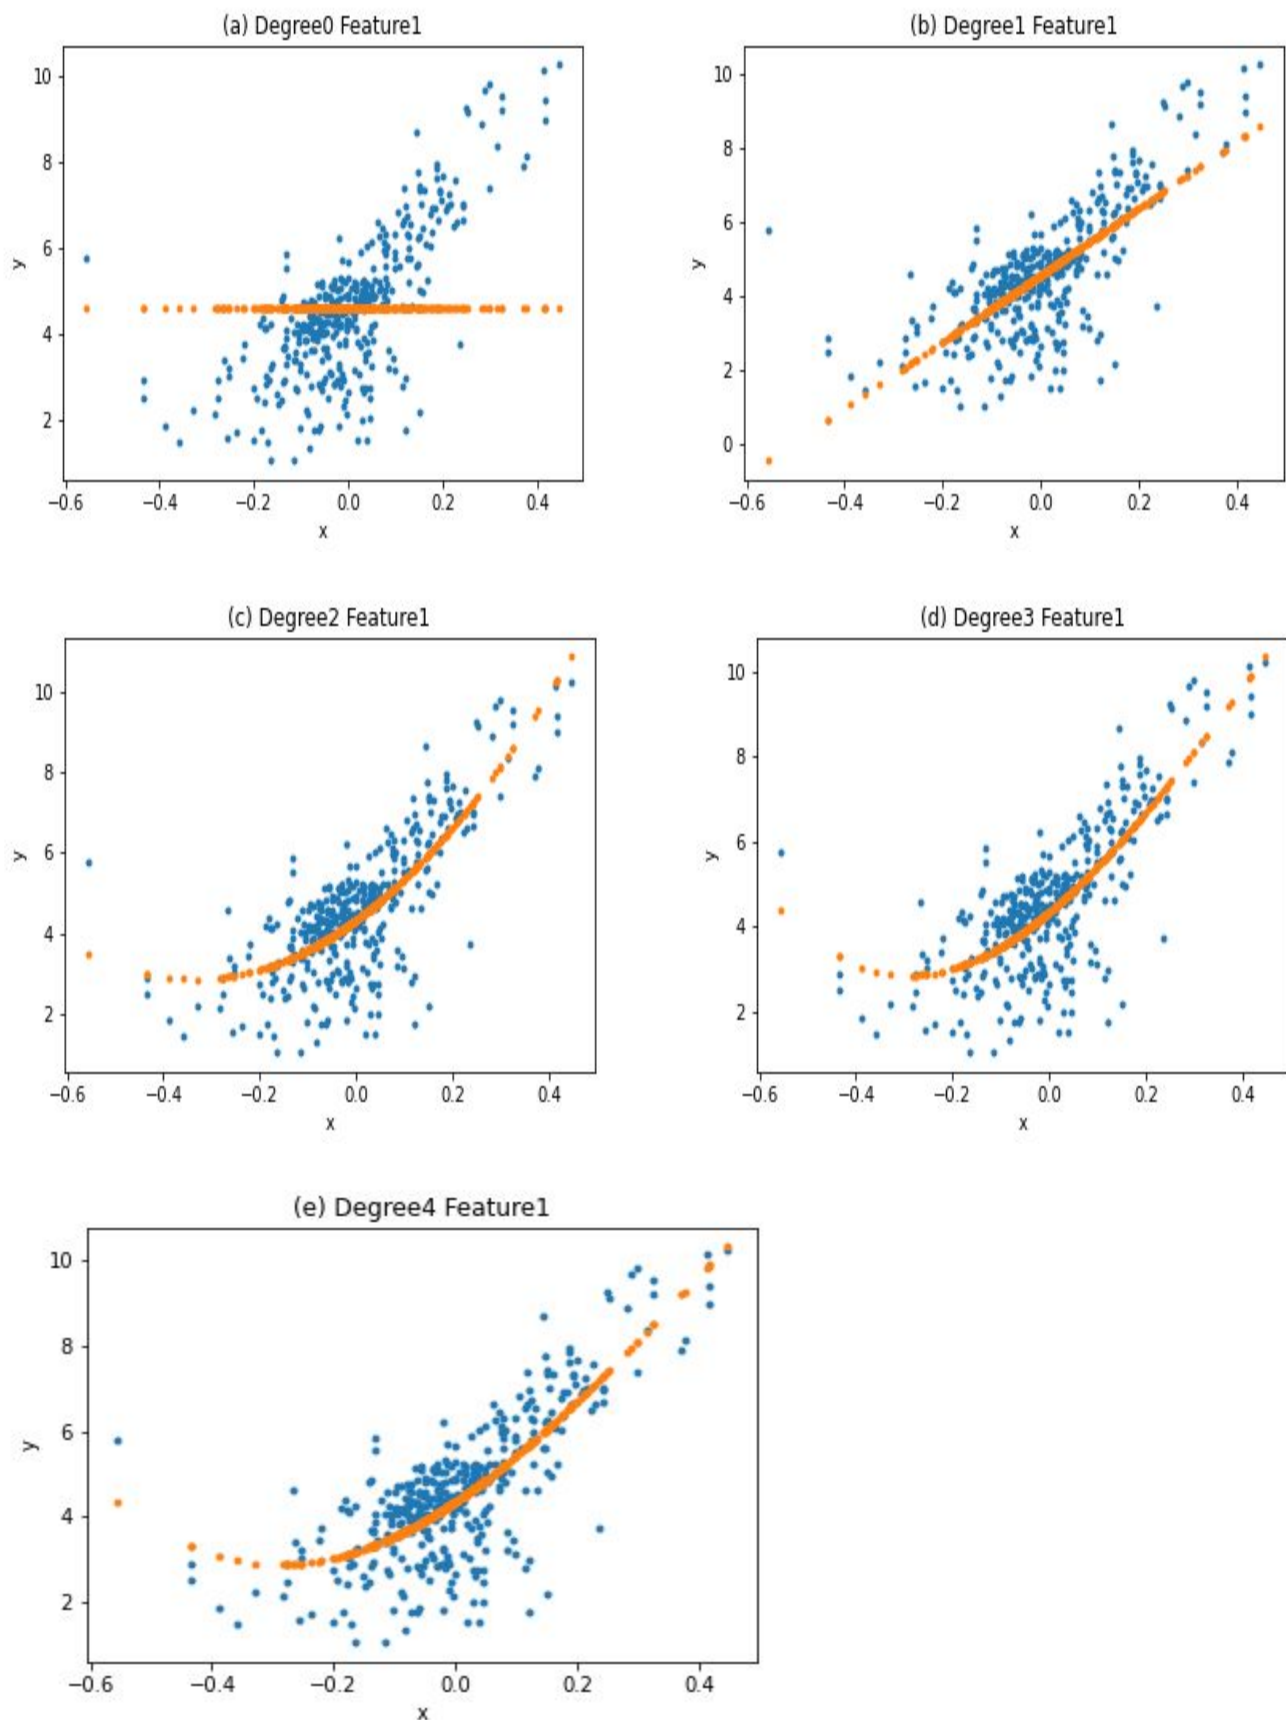 (a) Degree0 Feature1
10
8
6
4
2
y
−0.6 −0.4 −0.2 0.0 0.2 0.4
x
(b) Degree1 Feature1
10
8
6
4
2
0
y
−0.6 −0.4 −0.2 0.0 0.2 0.4
x
(c) Degree2 Feature1
10
8
6
4
2
y
−0.6 −0.4 −0.2 0.0 0.2 0.4
x
(d) Degree3 Feature1
10
8
6
4
2
y
−0.6 −0.4 −0.2 0.0 0.2 0.4
x
(e) Degree4 Feature1
10
8
6
4
2
y
−0.6 −0.4 −0.2 0.0 0.2 0.4
x